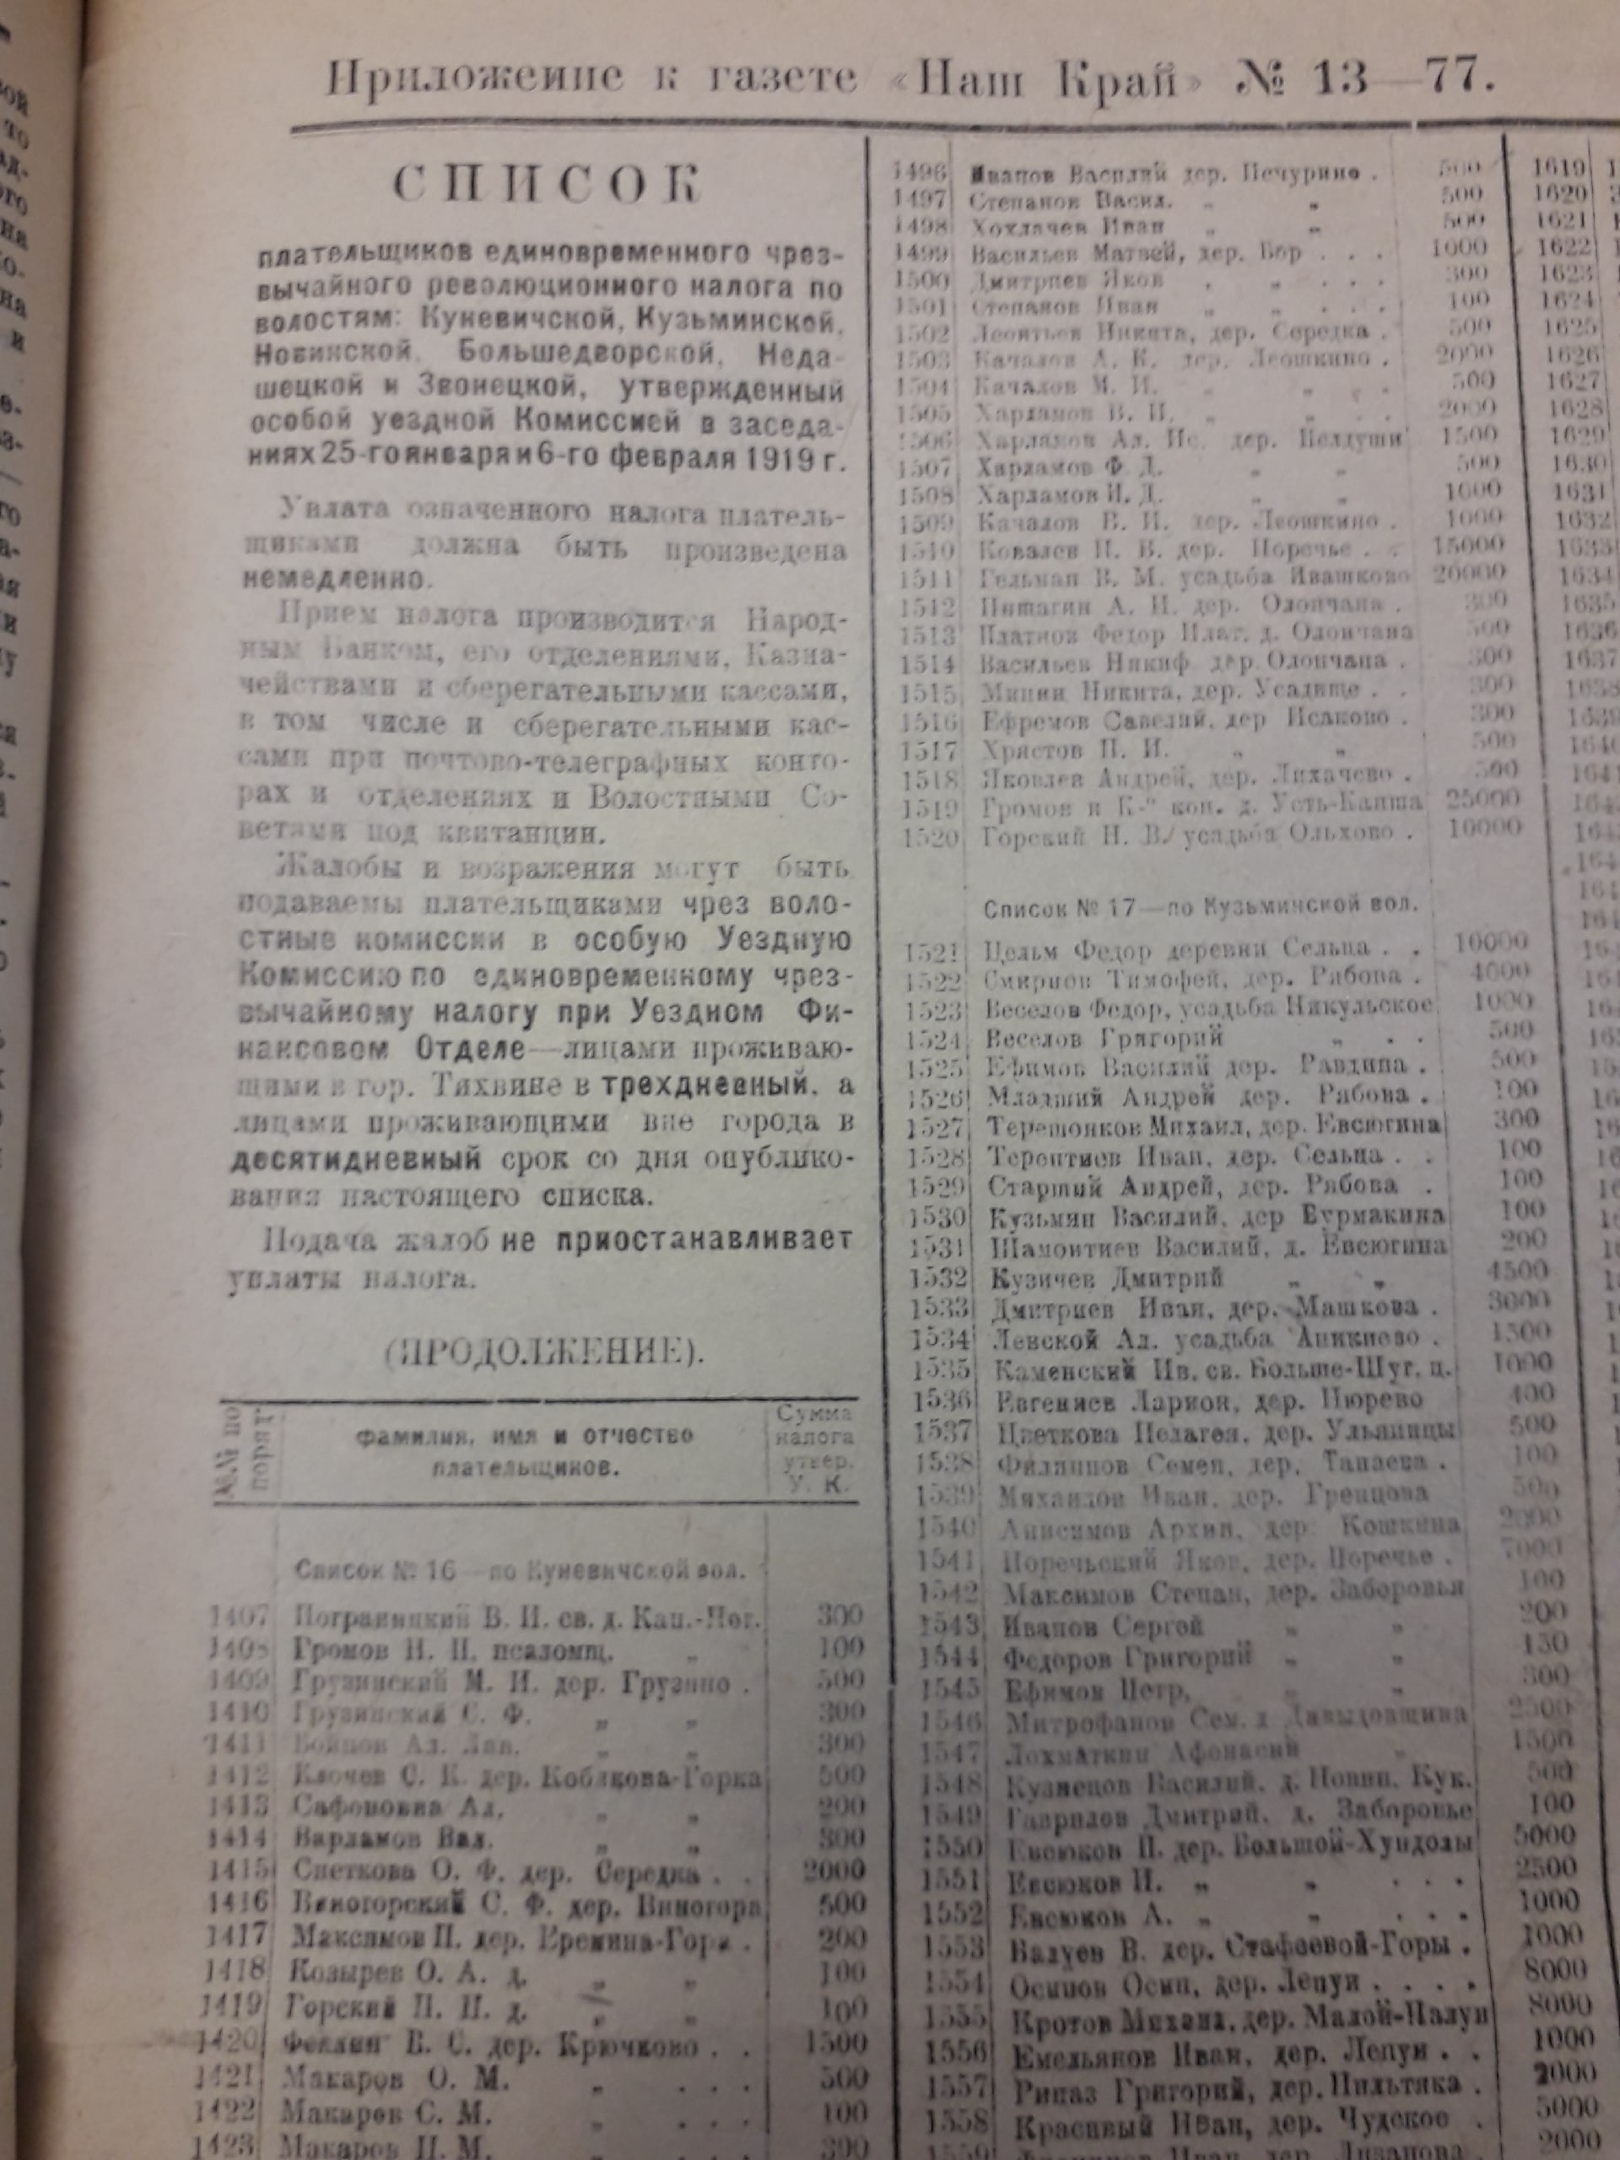 Приложение к газете «Наш Край» № 13—77.
СПИСОК
плательщиков единовременного чрез-
вычайного революционного налога по
волостям: Куневичской, Кузьминской,
Новинской, Большедворской, Неда-
шецкой и Звонецкой, утвержденный
особой уездной Комиссией в заседа-
ниях 25-го января и 6-го февраля 1919 г.
Уплата означенного налога платель-
щиками должна быть произведена
немедленно.
Прием налога производится Народ-
ным Банком, его отделениями, Казна-
чействами и сберегательными кассами,
в том числе и сберегательными кас-
сами при почтово-телеграфных конто-
рах и отделениях и Волостными Со-
ветами под квитанции.
Жалобы и возражения могут быть
подаваемы плательщиками чрез воло-
стные комиссии в особую Уездную
Комиссию по единовременному чрез-
вычайному налогу при Уездном Фи-
нансовом Отделе—лицами проживаю-
щими в гор. Тихвине в трехдневный, а
лицами проживающими вне города в
десятидневный срок со дня опублико-
вания настоящего списка.
Подача жалоб не приостанавливает
уплаты налога.
(ПРОДОЛЖЕНИЕ).
№№ по порят.
Фамилия, имя и отчество
плательщиков.
Сумма
налога
утвер.
У. К.
Список № 16—по Куневичской вол.
1407 Пограницкий В. И. св. д. Кап.-Ног. 300
1408 Громов Н. П. псаломщ. „ 100
1409 Грузинский М. И. дер. Грузино . 500
1410 Грузинский С. Ф. „ „ 300
1411 Ал. „ „ 300
1412 Клочев С. К. дер. Кобякова-Горка 500
1413 Сафоновна Ал. „ „ 200
1414 Варламов Вал. „ „ 300
1415 Снеткова О. Ф. дер. Середка . . 2000
1416 Виногорский С. Ф. дер. Виногора 500
1417 Максимов П. дер. Еремина-Гора . 200
1418 Козырев О. А. д. „ „ 100
1419 Горский П. П. д. „ „ 100
1420 В. С. дер. Крючково . . 1500
1421 Макаров О. М. „ . . . 500
1422 Макаров С. М. „ . . . 100
1423 Макаров П. М. „ 300
1496 Иванов Василий дер. Печурино . 500
1497 Степанов Васил. „ „ 500
1498 Хохлачев Иван „ „ 500
1499 Васильев Матвей, дер. Бор . . . 1000
1500 Дмитриев Яков „ „ . . . 300
1501 Степанов Иван „ „ . . . 100
1502 Леонтьев Никита, дер. Середка . 500
1503 Качалов А. К. дер. Леошкино . 2000
1504 Качалов М. И. „ „ . . 500
1505 Харламов В. И. „ „ . . 2000
1506 Харламов Ал. Ис. дер. Пелдуши 1500
1507 Харламов Ф. Д. „ „ 500
1508 Харламов И. Д. „ „ 1000
1509 Качалов В. И. дер. Леошкино . 1000
1510 Ковалев П. В. дер. Поречье . . 15000
1511 Гельман В. М. усадьба Ивашково 20000
1512 А. И. дер. Олончана . 300
1513 Платнов Федор Плат. д. Олончана 500
1514 Васильев Никиф. дер. Олончана . 300
1515 Минин Никита, дер. Усадище . . 300
1516 Ефремов Савелий, дер Исаково . 300
1517 Хрястов П. И. „ „ 500
1518 Яковлев Андрей, дер. Лихачево . 500
1519 Громов и К-º коп. д. Усть-Капша 25000
1520 Горский Н. В. усадьба Ольхово . 10000
Список № 17—по Кузьминской вол.
1521 Цельм Федор деревни Сельца . . 10000
1522 Смирнов Тимофей, дер. Рябова . 4000
1523 Веселов Федор, усадьба Никульское 1000
1524 Веселов Григорий „ . . 500
1525 Ефимов Василий дер. Равдина . 500
1526 Младший Андрей дер. Рябова . 100
1527 Терешонков Михаил, дер. Евсюгина 300
1528 Терентиев Иван, дер. Сельца . . 100
1529 Старший Андрей, дер. Рябова . 100
1530 Кузьмин Василий, дер Бурмакина 100
1531 Шамонтиев Василий, д. Евсюгина 200
1532 Кузичев Дмитрий „ „ 4500
1533 Дмитриев Иван, дер. Машкова . 3000
1534 Левской Ал. усадьба Аникиево . 1500
1535 Каменский Ив. св. Больше-Шуг. ц. 1000
1536 Евгениев Ларион, дер. Пюрево 400
1537 Цветкова Пелагея, дер. Ульяницы 500
1538 Филиппов Семен, дер. Танаева . 100
1539 Михаилов Иван, дер. Гренцова 500
1540 Анисимов Архип, дер. Кошкина 2000
1541 Поречьский Яков, дер. Поречье . 7000
1542 Максимов Степан, дер. Заборовья 100
1543 Иванов Сергей „ „ 200
1544 Федоров Григорий „ „ 150
1545 Ефимов Петр, „ 300
1546 Митрофанов Сем. д Давыдовщина 2500
1547 Лохматкин Афонасий „ 1500
1548 Кузнецов Василий, д. Новин. Кук. 500
1549 Гаврилов Дмитрий, д. Заборовье 100
1550 Евсюков П. дер. Большой-Хундолы 5000
1551 Евсюков И. „ „ . . . 2500
1552 Евсюков А. „ „ . . . 1000
1553 Валуев В. дер. Стафеевой-Горы . 1000
1554 Осипов Осип, дер. Лепуи . . . . 8000
1555 Кротов Михаил, дер. Малой-Палуи 8000
1556 Емельянов Иван, дер. Лепуи . . 1000
1557 Рипаз Григорий, дер. Пильтяка . 2000
1558 Красивый Иван, дер. Чудское . 5000
1559 Иван, дер. 2000
1619
1620
1621
1622
1623
1624
1625
1626
1627
1628
1629
1630
1631
1632
1633
1634
1635
1636
1637
1638
1639